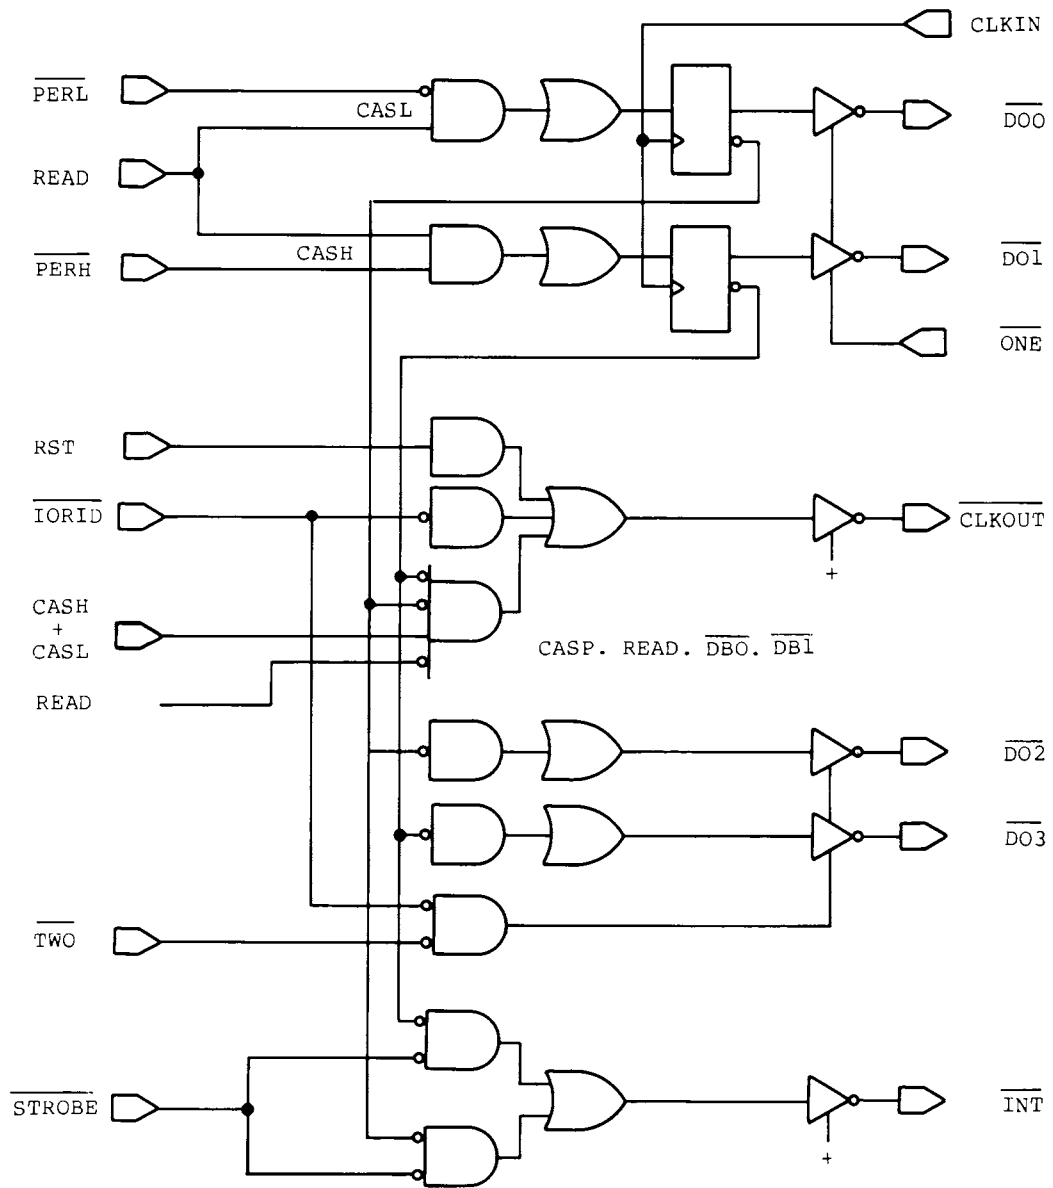 CLKIN
PERL
CASL
DO0
READ
CASH
PERH
DO1
ONE
RST
IORID
CLKOUT
+
CASH
+
CASL
CASP. READ. DB0. DB1
READ
DO2
DO3
TWO
STROBE
INT
+